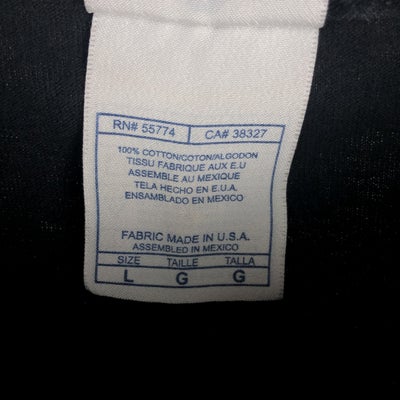 RN# 55774 CA# 38327
100% COTTON/COTON/ALGODON
TISSU FABRIQUE AUX E.U
ASSEMBLE AU MEXIQUE
TELA HECHO EN E.U.A.
ENSAMBLADO EN MEXICO
FABRIC MADE IN U.S.A.
ASSEMBLED IN MEXICO
SIZE TAILLE TALLA
L G G